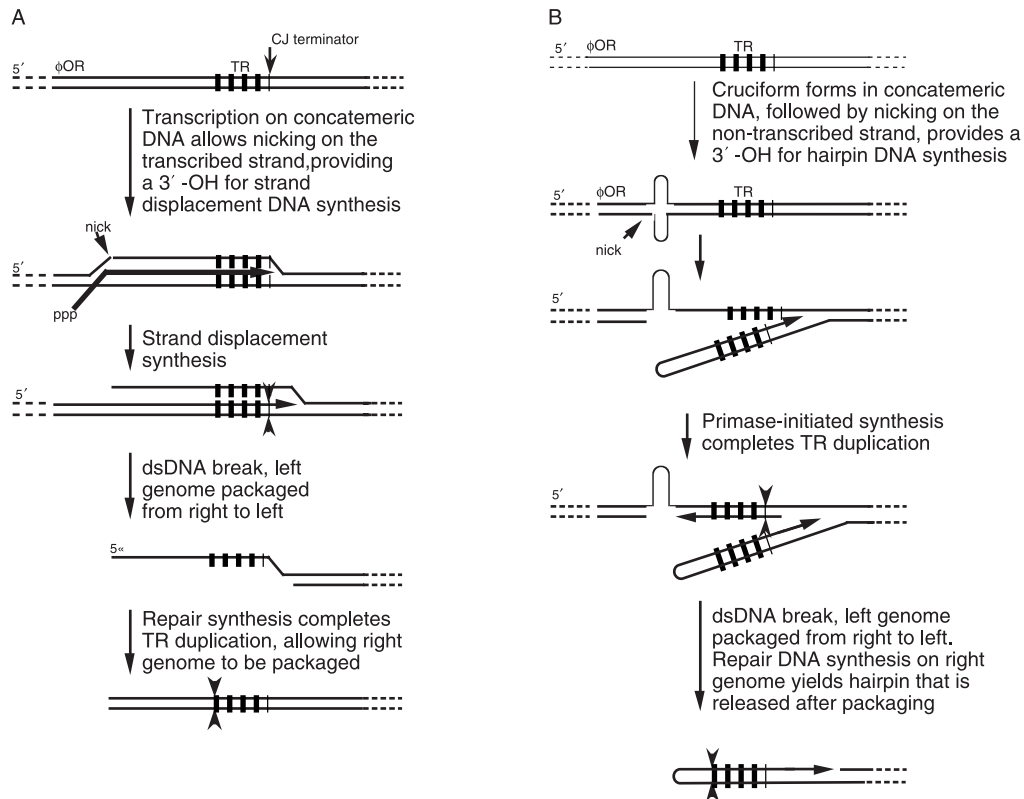 A
CJ terminator
5′
ϕOR
TR
Transcription on concatemeric
DNA allows nicking on the
transcribed strand,providing
a 3′ -OH for strand
displacement DNA synthesis
nick
5′
ppp
Strand displacement
synthesis
5′
dsDNA break, left
genome packaged
from right to left
5«
Repair synthesis completes
TR duplication, allowing right
genome to be packaged
B
5′
ϕOR
TR
Cruciform forms in concatemeric
DNA, followed by nicking on the
non-transcribed strand, provides a
3′ -OH for hairpin DNA synthesis
5′
ϕOR
TR
nick
5′
Primase-initiated synthesis
completes TR duplication
5′
dsDNA break, left genome
packaged from right to left.
Repair DNA synthesis on right
genome yields hairpin that is
released after packaging